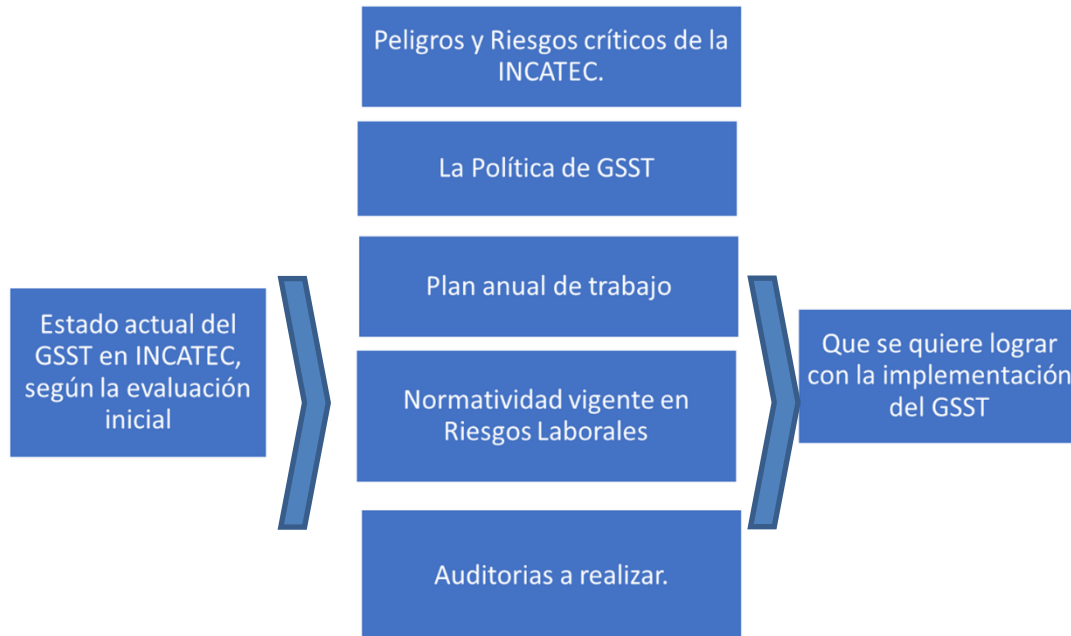 Peligros y Riesgos críticos de la
INCATEC.
La Política de GSST
Plan anual de trabajo
Estado actual del
GSST en INCATEC,
según la evaluación
inicial
Que se quiere lograr
con la implementación
del GSST
Normatividad vigente en
Riesgos Laborales
Auditorias a realizar.